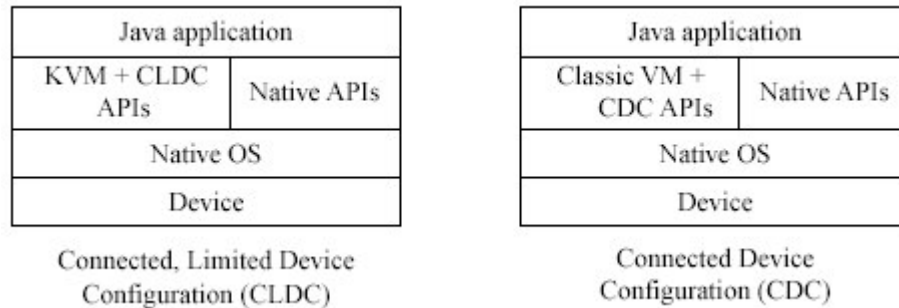 Java application
KVM + CLDC
APIs
Native APIs
Native OS
Device
Connected, Limited Device
Configuration (CLDC)
Java application
Classic VM +
CDC APIs
Native APIs
Native OS
Device
Connected Device
Configuration (CDC)